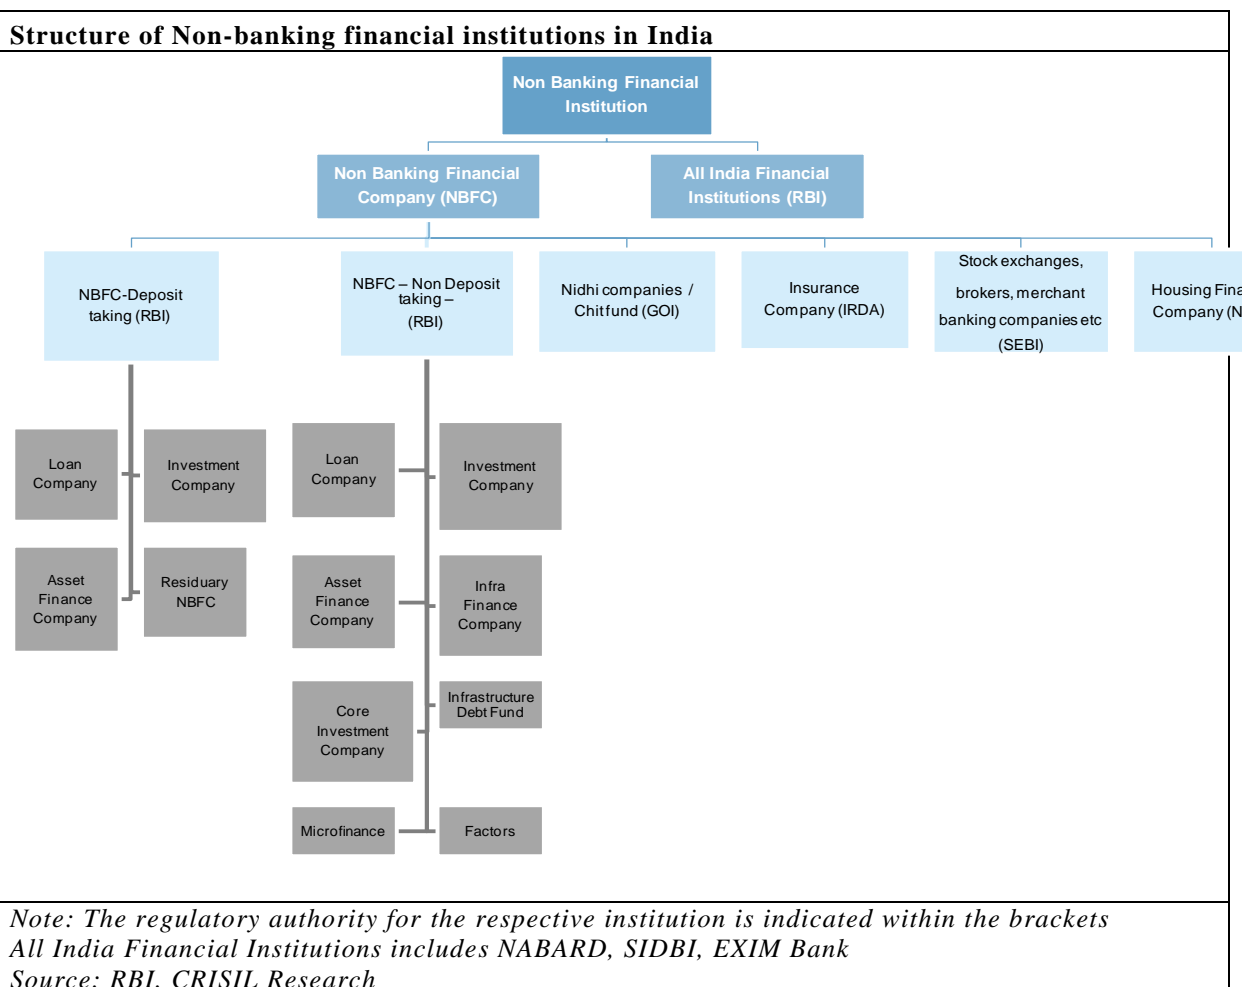 Structure of Non-banking financial institutions in India
Non Banking Financial
Institution
Non Banking Financial
Company (NBFC)
All India Financial
Institutions (RBI)
NBFC-Deposit
taking (RBI)
NBFC – Non Deposit
taking –
(RBI)
Nidhi companies /
Chit fund (GOI)
Insurance
Company (IRDA)
Stock exchanges,
brokers, merchant
banking companies etc
(SEBI)
Housing
Company
Loan
Company
Investment
Company
Asset
Finance
Company
Residuary
NBFC
Loan
Company
Investment
Company
Asset
Finance
Company
Infra
Finance
Company
Core
Investment
Company
Infrastructure
Debt Fund
Microfinance
Factors
Note: The regulatory authority for the respective institution is indicated within the brackets
All India Financial Institutions includes NABARD, SIDBI, EXIM Bank
Source: RBI, CRISIL Research